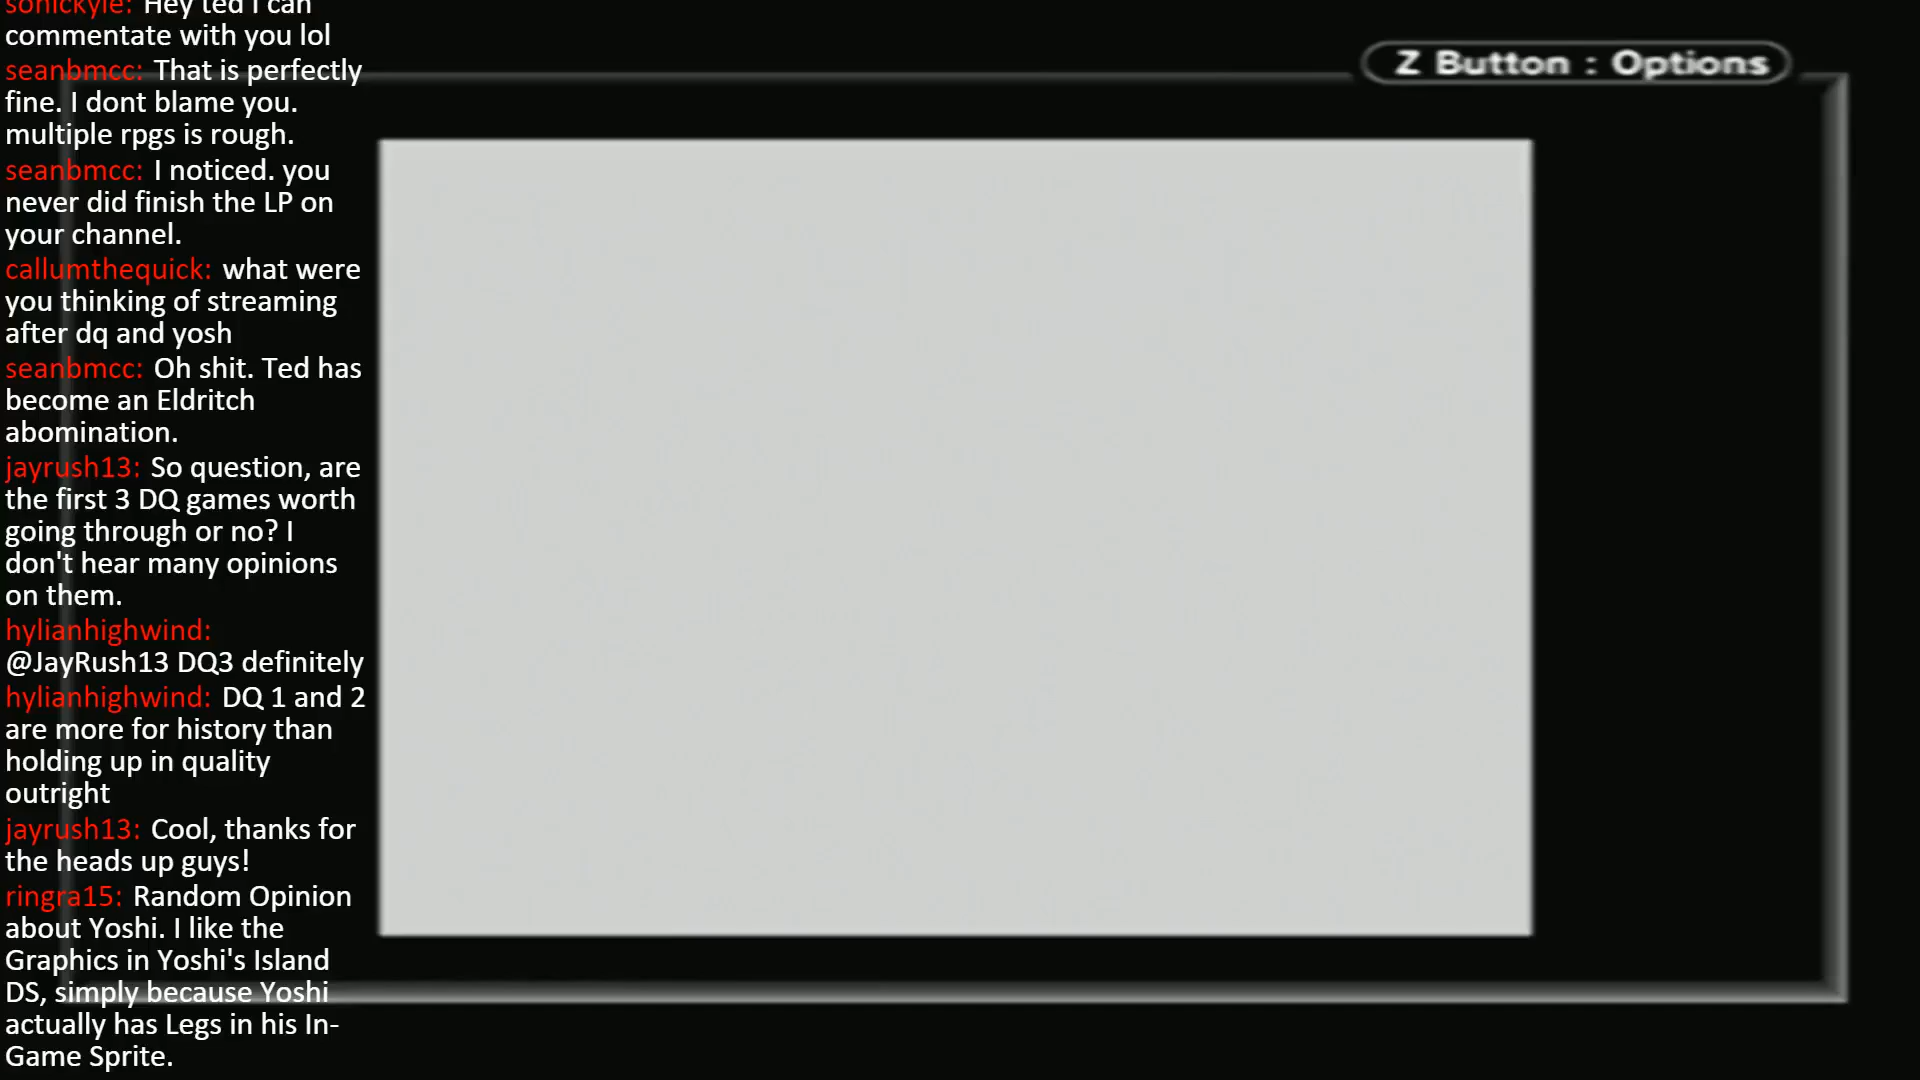 sonickyle: Hey ted I can
commentate with you lol
seanbmcc: That is perfectly
fine. I dont blame you.
multiple rpgs is rough.
seanbmcc: I noticed. you
never did finish the LP on
your channel.
callumthequick: what were
you thinking of streaming
after dq and yosh
seanbmcc: Oh shit. Ted has
become an Eldritch
abomination.
jayrush13: So question, are
the first 3 DQ games worth
going through or no? I
don't hear many opinions
on them.
hylianhighwind:
@JayRush13 DQ3 definitely
hylianhighwind: DQ 1 and 2
are more for history than
holding up in quality
outright
jayrush13: Cool, thanks for
the heads up guys!
ringra15: Random Opinion
about Yoshi. I like the
Graphics in Yoshi's Island
DS, simply because Yoshi
actually has Legs in his In-
Game Sprite.
Z Button : Options